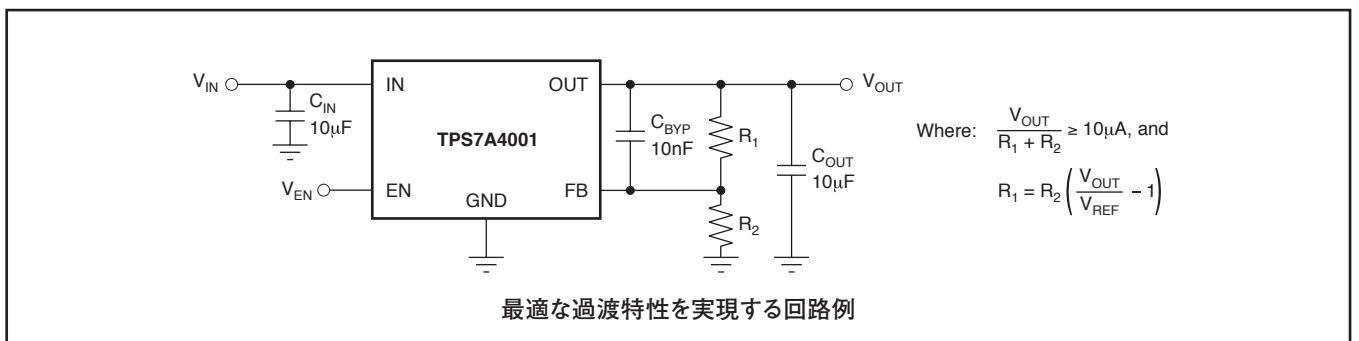 V_IN
C_IN
10μF
IN
OUT
TPS7A4001
V_EN
EN
GND
FB
C_BYP
10nF
R_1
R_2
C_OUT
10μF
V_OUT
Where: V_OUT / (R_1 + R_2) ≥ 10μA, and
R_1 = R_2 (V_OUT / V_REF − 1)
最適な過渡特性を実現する回路例